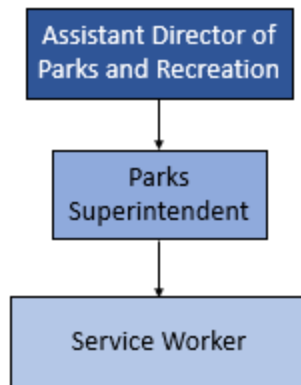 Assistant Director of
Parks and Recreation
Parks
Superintendent
Service Worker